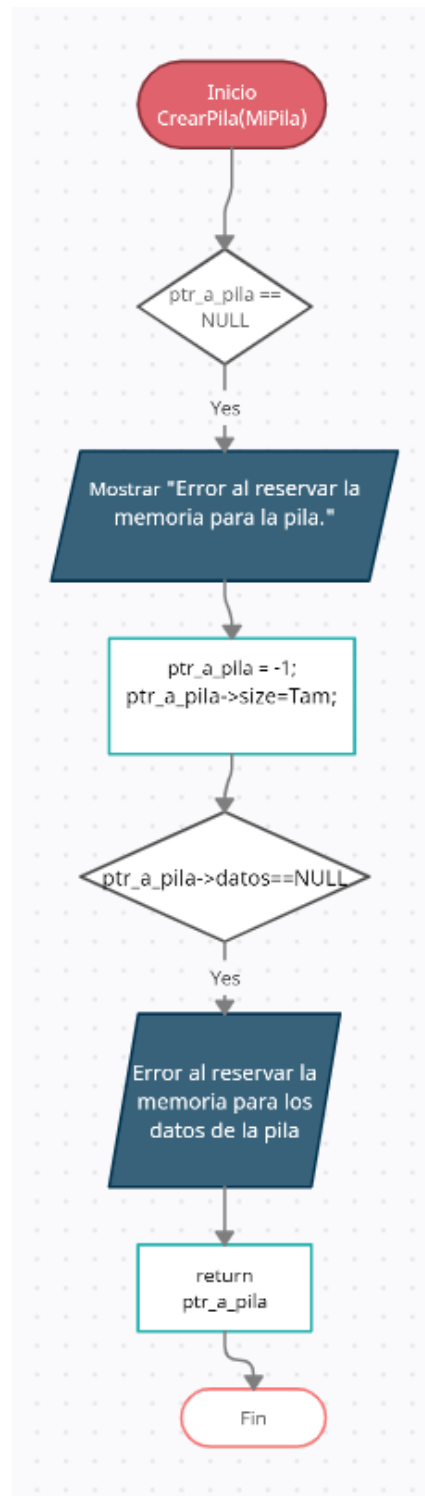 Inicio
CrearPila(MiPila)
ptr_a_pila ==
NULL
Yes
Mostrar "Error al reservar la
memoria para la pila."
ptr_a_pila = -1;
ptr_a_pila->size=Tam;
ptr_a_pila->datos==NULL
Yes
Error al reservar la
memoria para los
datos de la pila
return
ptr_a_pila
Fin